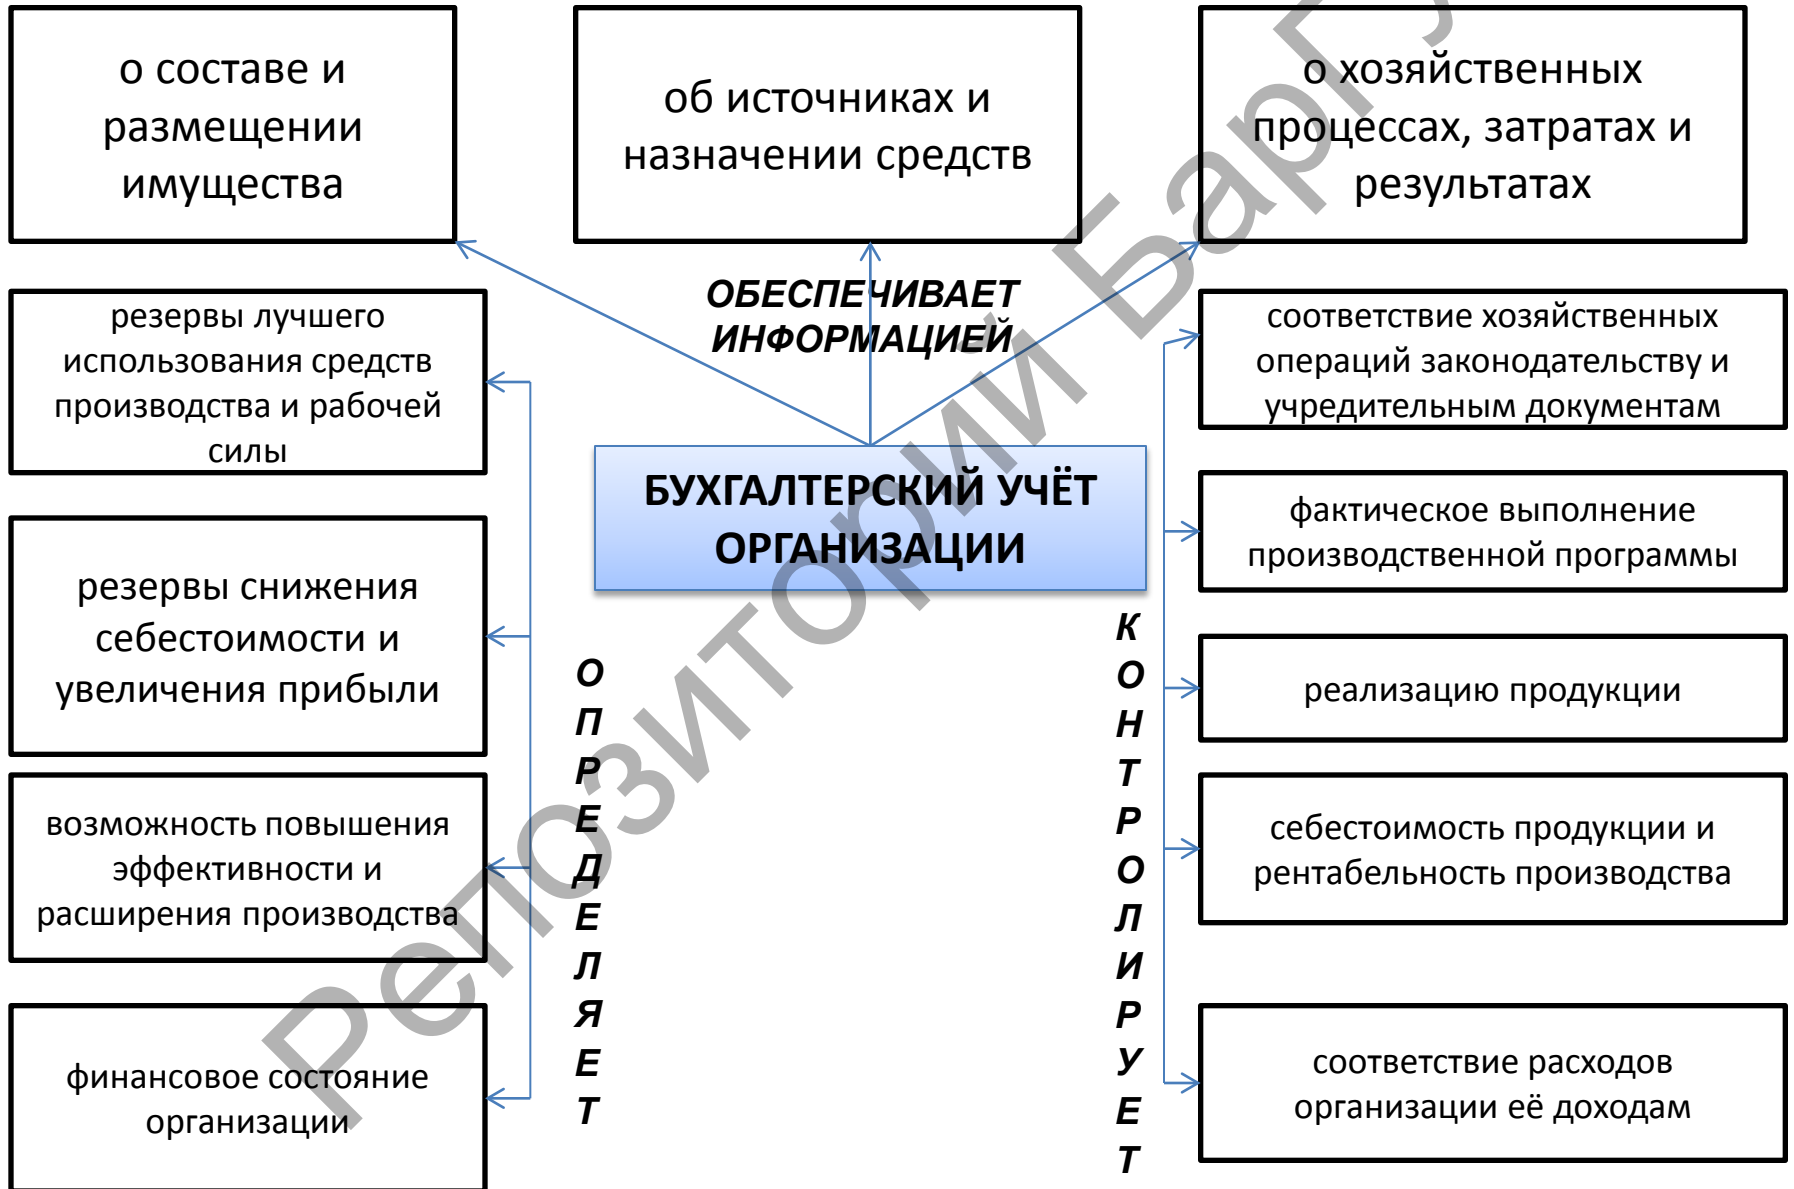 о составе и
размещении
имущества
об источниках и
назначении средств
о хозяйственных
процессах, затратах и
результатах
ОБЕСПЕЧИВАЕТ
ИНФОРМАЦИЕЙ
резервы лучшего
использования средств
производства и рабочей
силы
резервы снижения
себестоимости и
увеличения прибыли
возможность повышения
эффективности и
расширения производства
финансовое состояние
организации
ОПРЕДЕЛЯЕТ
БУХГАЛТЕРСКИЙ УЧЁТ
ОРГАНИЗАЦИИ
КОНТРОЛИРУЕТ
соответствие хозяйственных
операций законодательству и
учредительным документам
фактическое выполнение
производственной программы
реализацию продукции
себестоимость продукции и
рентабельность производства
соответствие расходов
организации её доходам
Репозиторий БарГУ